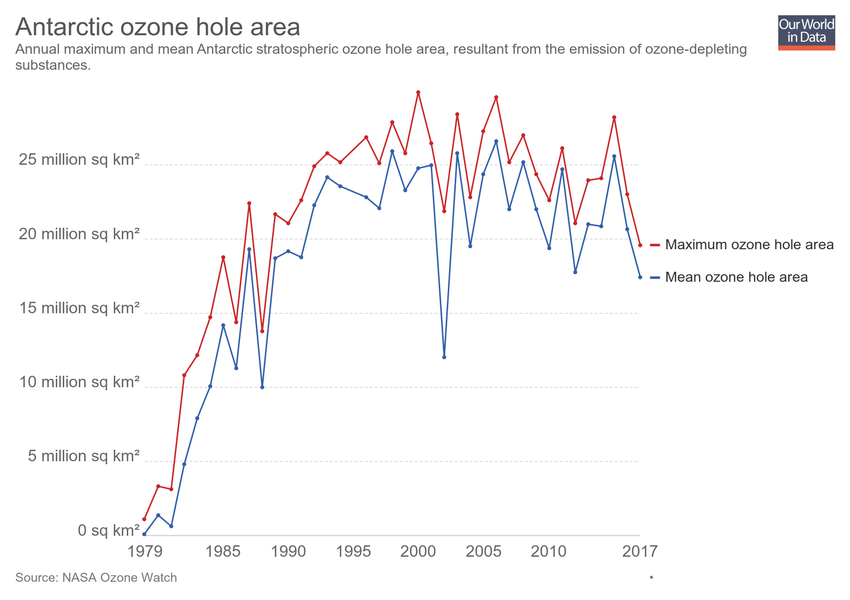 Antarctic ozone hole area
Annual maximum and mean Antarctic stratospheric ozone hole area, resultant from the emission of ozone-depleting
substances.
Our World
in Data
25 million sq km²
20 million sq km²
15 million sq km²
10 million sq km²
5 million sq km²
0 sq km²
Maximum ozone hole area
Mean ozone hole area
1979 1985 1990 1995 2000 2005 2010 2017
Source: NASA Ozone Watch